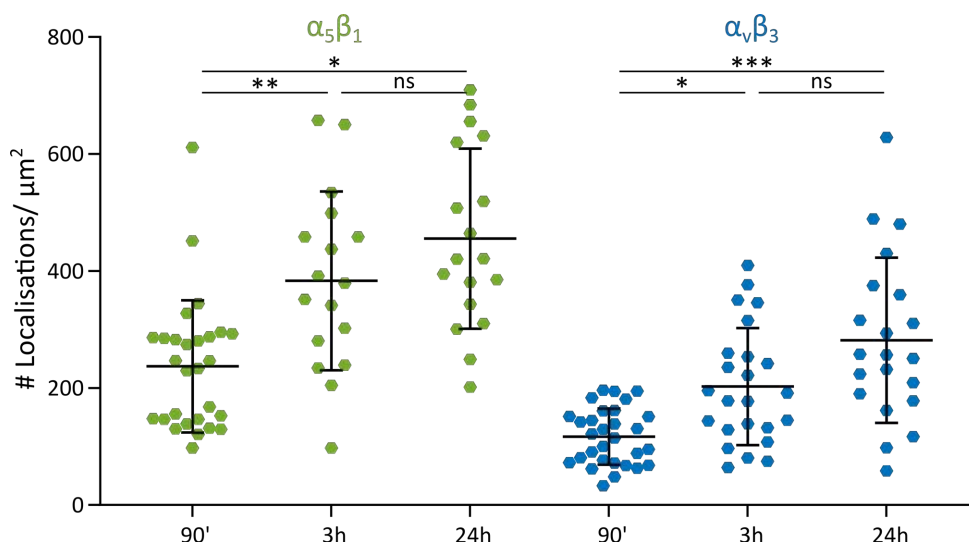 α5β1 αvβ3
* ***
** ns * ns
# Localisations/ μm²
800
600
400
200
0
90' 3h 24h 90' 3h 24h